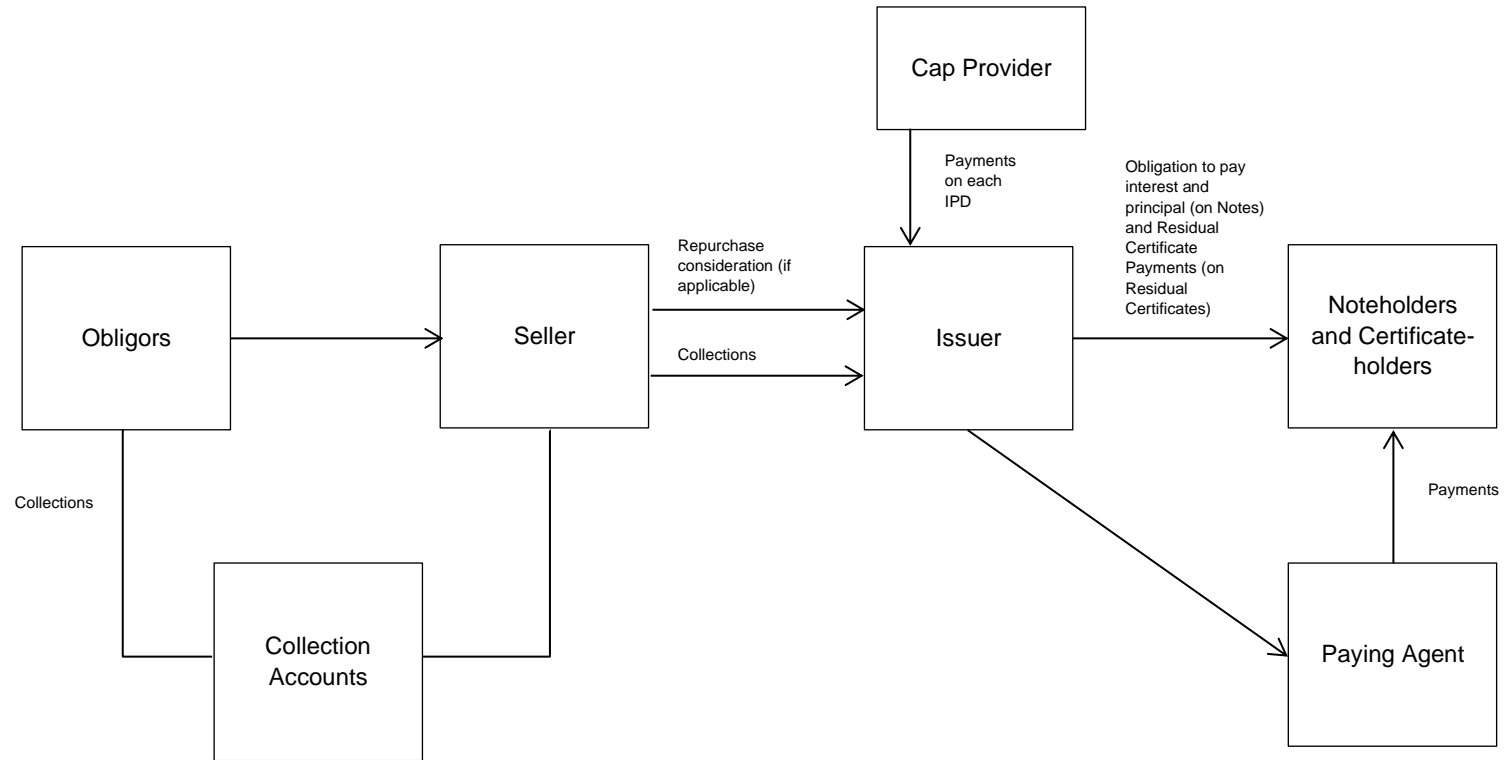 Cap Provider
Payments
on each
IPD
Obligation to pay
interest and
principal (on Notes)
and Residual
Certificate
Payments (on
Residual
Certificates)
Repurchase
consideration (if
applicable)
Obligors
Seller
Collections
Issuer
Noteholders
and Certificate-
holders
Collections
Payments
Collection
Accounts
Paying Agent